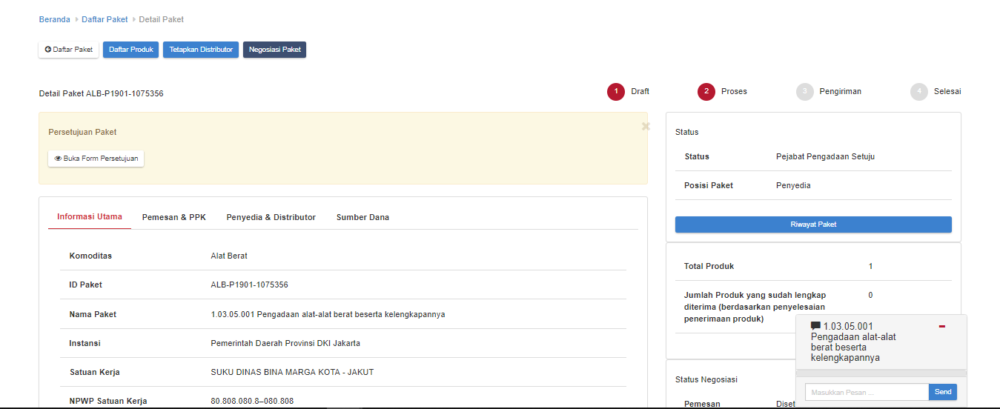 Beranda Daftar Paket Detail Paket
Daftar Paket Daftar Produk Tetapkan Distributor Negosiasi Paket
Detail Paket ALB-P1901-1075356
1 Draft 2 Proses 3 Pengiriman 4 Selesai
Persetujuan Paket
Buka Form Persetujuan
Informasi Utama Pemesan & PPK Penyedia & Distributor Sumber Dana
Komoditas Alat Berat
ID Paket ALB-P1901-1075356
Nama Paket 1.03.05.001 Pengadaan alat-alat berat beserta kelengkapannya
Instansi Pemerintah Daerah Provinsi DKI Jakarta
Satuan Kerja SUKU DINAS BINA MARGA KOTA - JAKUT
NPWP Satuan Kerja 80.808.080.8–080.808
Status
Status Pejabat Pengadaan Setuju
Posisi Paket Penyedia
Riwayat Paket
Total Produk 1
Jumlah Produk yang sudah lengkap 0
diterima (berdasarkan penyelesaian
penerimaan produk)
Status Negosiasi
Pemesan Diset
1.03.05.001
Pengadaan alat-alat
berat beserta
kelengkapannya
Masukkan Pesan ... Send